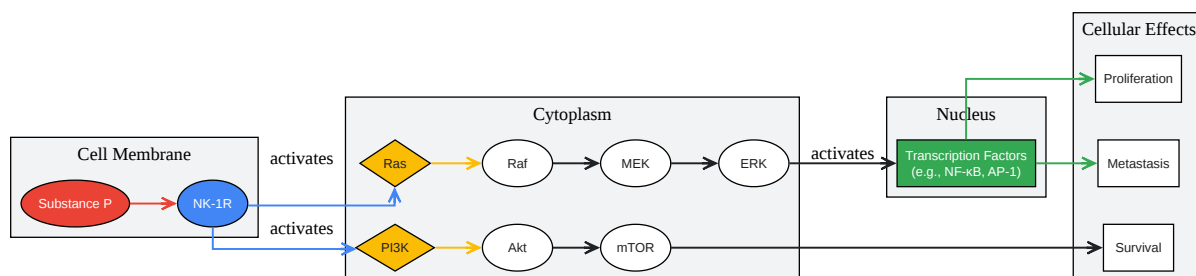 Cellular Effects
Proliferation
Cytoplasm
Nucleus
Cell Membrane
activates
Ras
Raf
MEK
ERK
activates
Transcription Factors
(e.g., NF-κB, AP-1)
Metastasis
Substance P
NK-1R
activates
PI3K
Akt
mTOR
Survival